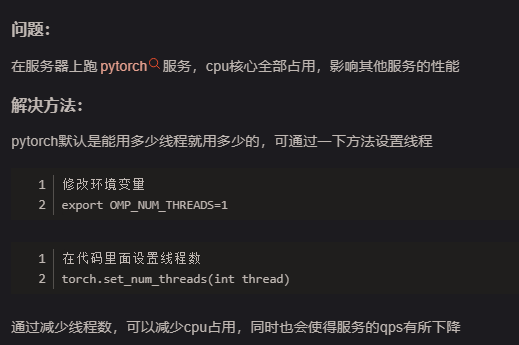 问题：
在服务器上跑 pytorch 服务，cpu核心全部占用，影响其他服务的性能
解决方法：
pytorch默认是能用多少线程就用多少的，可通过一下方法设置线程
1 修改环境变量
2 export OMP_NUM_THREADS=1
1 在代码里面设置线程数
2 torch.set_num_threads(int thread)
通过减少线程数，可以减少cpu占用，同时也会使得服务的qps有所下降